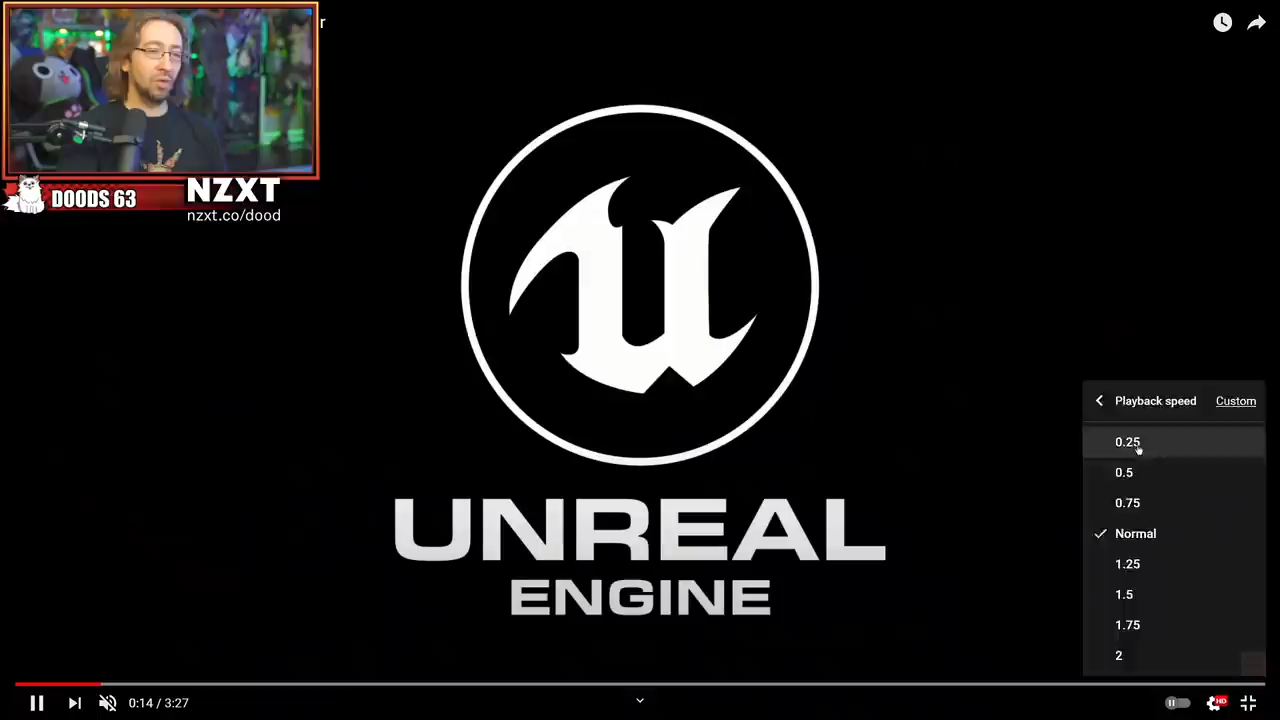 r
DOODS 63
NZXT
nzxt.co/dood
UNREAL
ENGINE
Playback speed Custom
0.25
0.5
0.75
Normal
1.25
1.5
1.75
2
0:14 / 3:27
HD